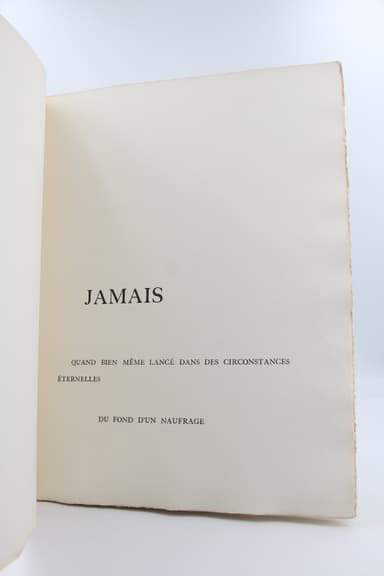 JAMAIS
QUAND BIEN MÊME LANCÉ DANS DES CIRCONSTANCES
ÉTERNELLES
DU FOND D'UN NAUFRAGE